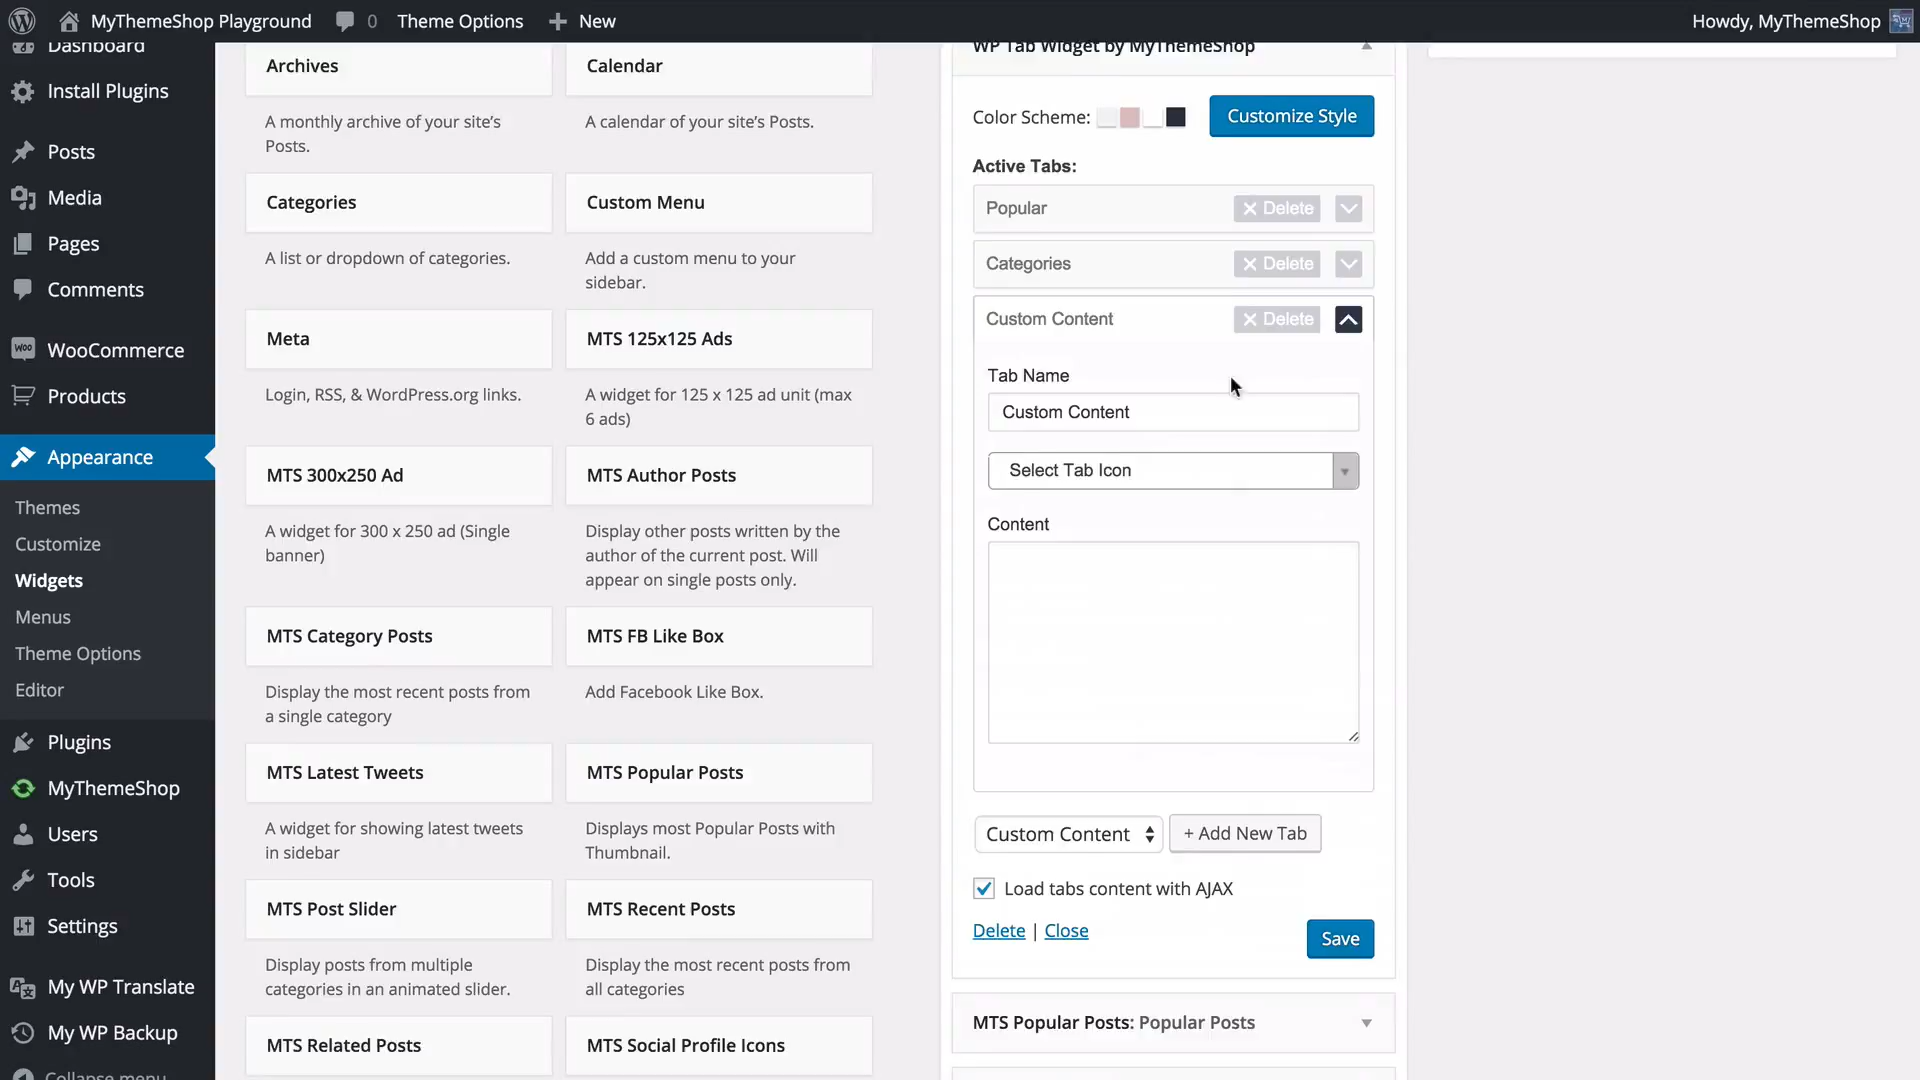 MyThemeShop Playground
0
Theme Options
New
Howdy, MyThemeShop
Dashboard
Install Plugins
Posts
Media
Pages
Comments
WooCommerce
Products
Appearance
Themes
Customize
Widgets
Menus
Theme Options
Editor
Plugins
MyThemeShop
Users
Tools
Settings
My WP Translate
My WP Backup
Collapse menu
Archives
A monthly archive of your site’s
Posts.
Calendar
A calendar of your site’s Posts.
Categories
A list or dropdown of categories.
Custom Menu
Add a custom menu to your
sidebar.
Meta
Login, RSS, & WordPress.org links.
MTS 125x125 Ads
A widget for 125 x 125 ad unit (max
6 ads)
MTS 300x250 Ad
A widget for 300 x 250 ad (Single
banner)
MTS Author Posts
Display other posts written by the
author of the current post. Will
appear on single posts only.
MTS Category Posts
Display the most recent posts from
a single category
MTS FB Like Box
Add Facebook Like Box.
MTS Latest Tweets
A widget for showing latest tweets
in sidebar
MTS Popular Posts
Displays most Popular Posts with
Thumbnail.
MTS Post Slider
Display posts from multiple
categories in an animated slider.
MTS Recent Posts
Display the most recent posts from
all categories
MTS Related Posts
MTS Social Profile Icons
WP Tab Widget by MyThemeShop
Color Scheme:
Customize Style
Active Tabs:
Popular
Delete
Categories
Delete
Custom Content
Delete
Tab Name
Custom Content
Select Tab Icon
Content
Custom Content
+ Add New Tab
Load tabs content with AJAX
Delete | Close
Save
MTS Popular Posts: Popular Posts